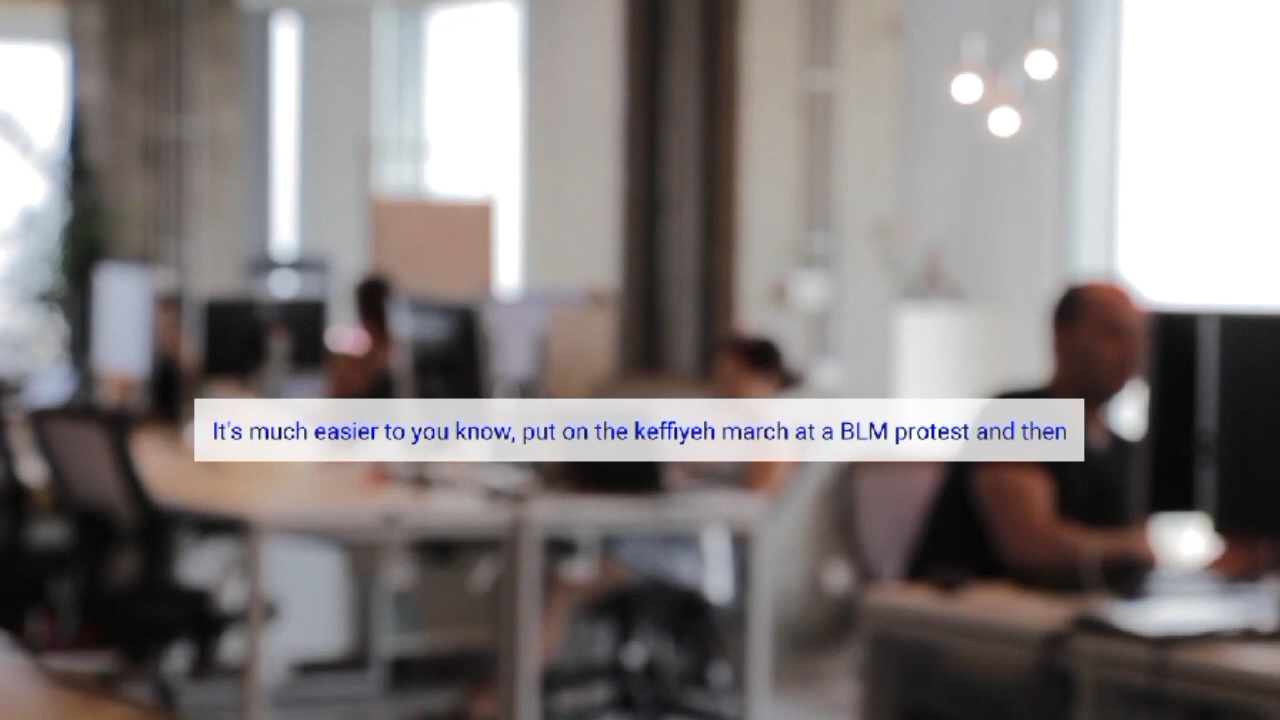 It's much easier to you know, put on the keffiyeh march at a BLM protest and then